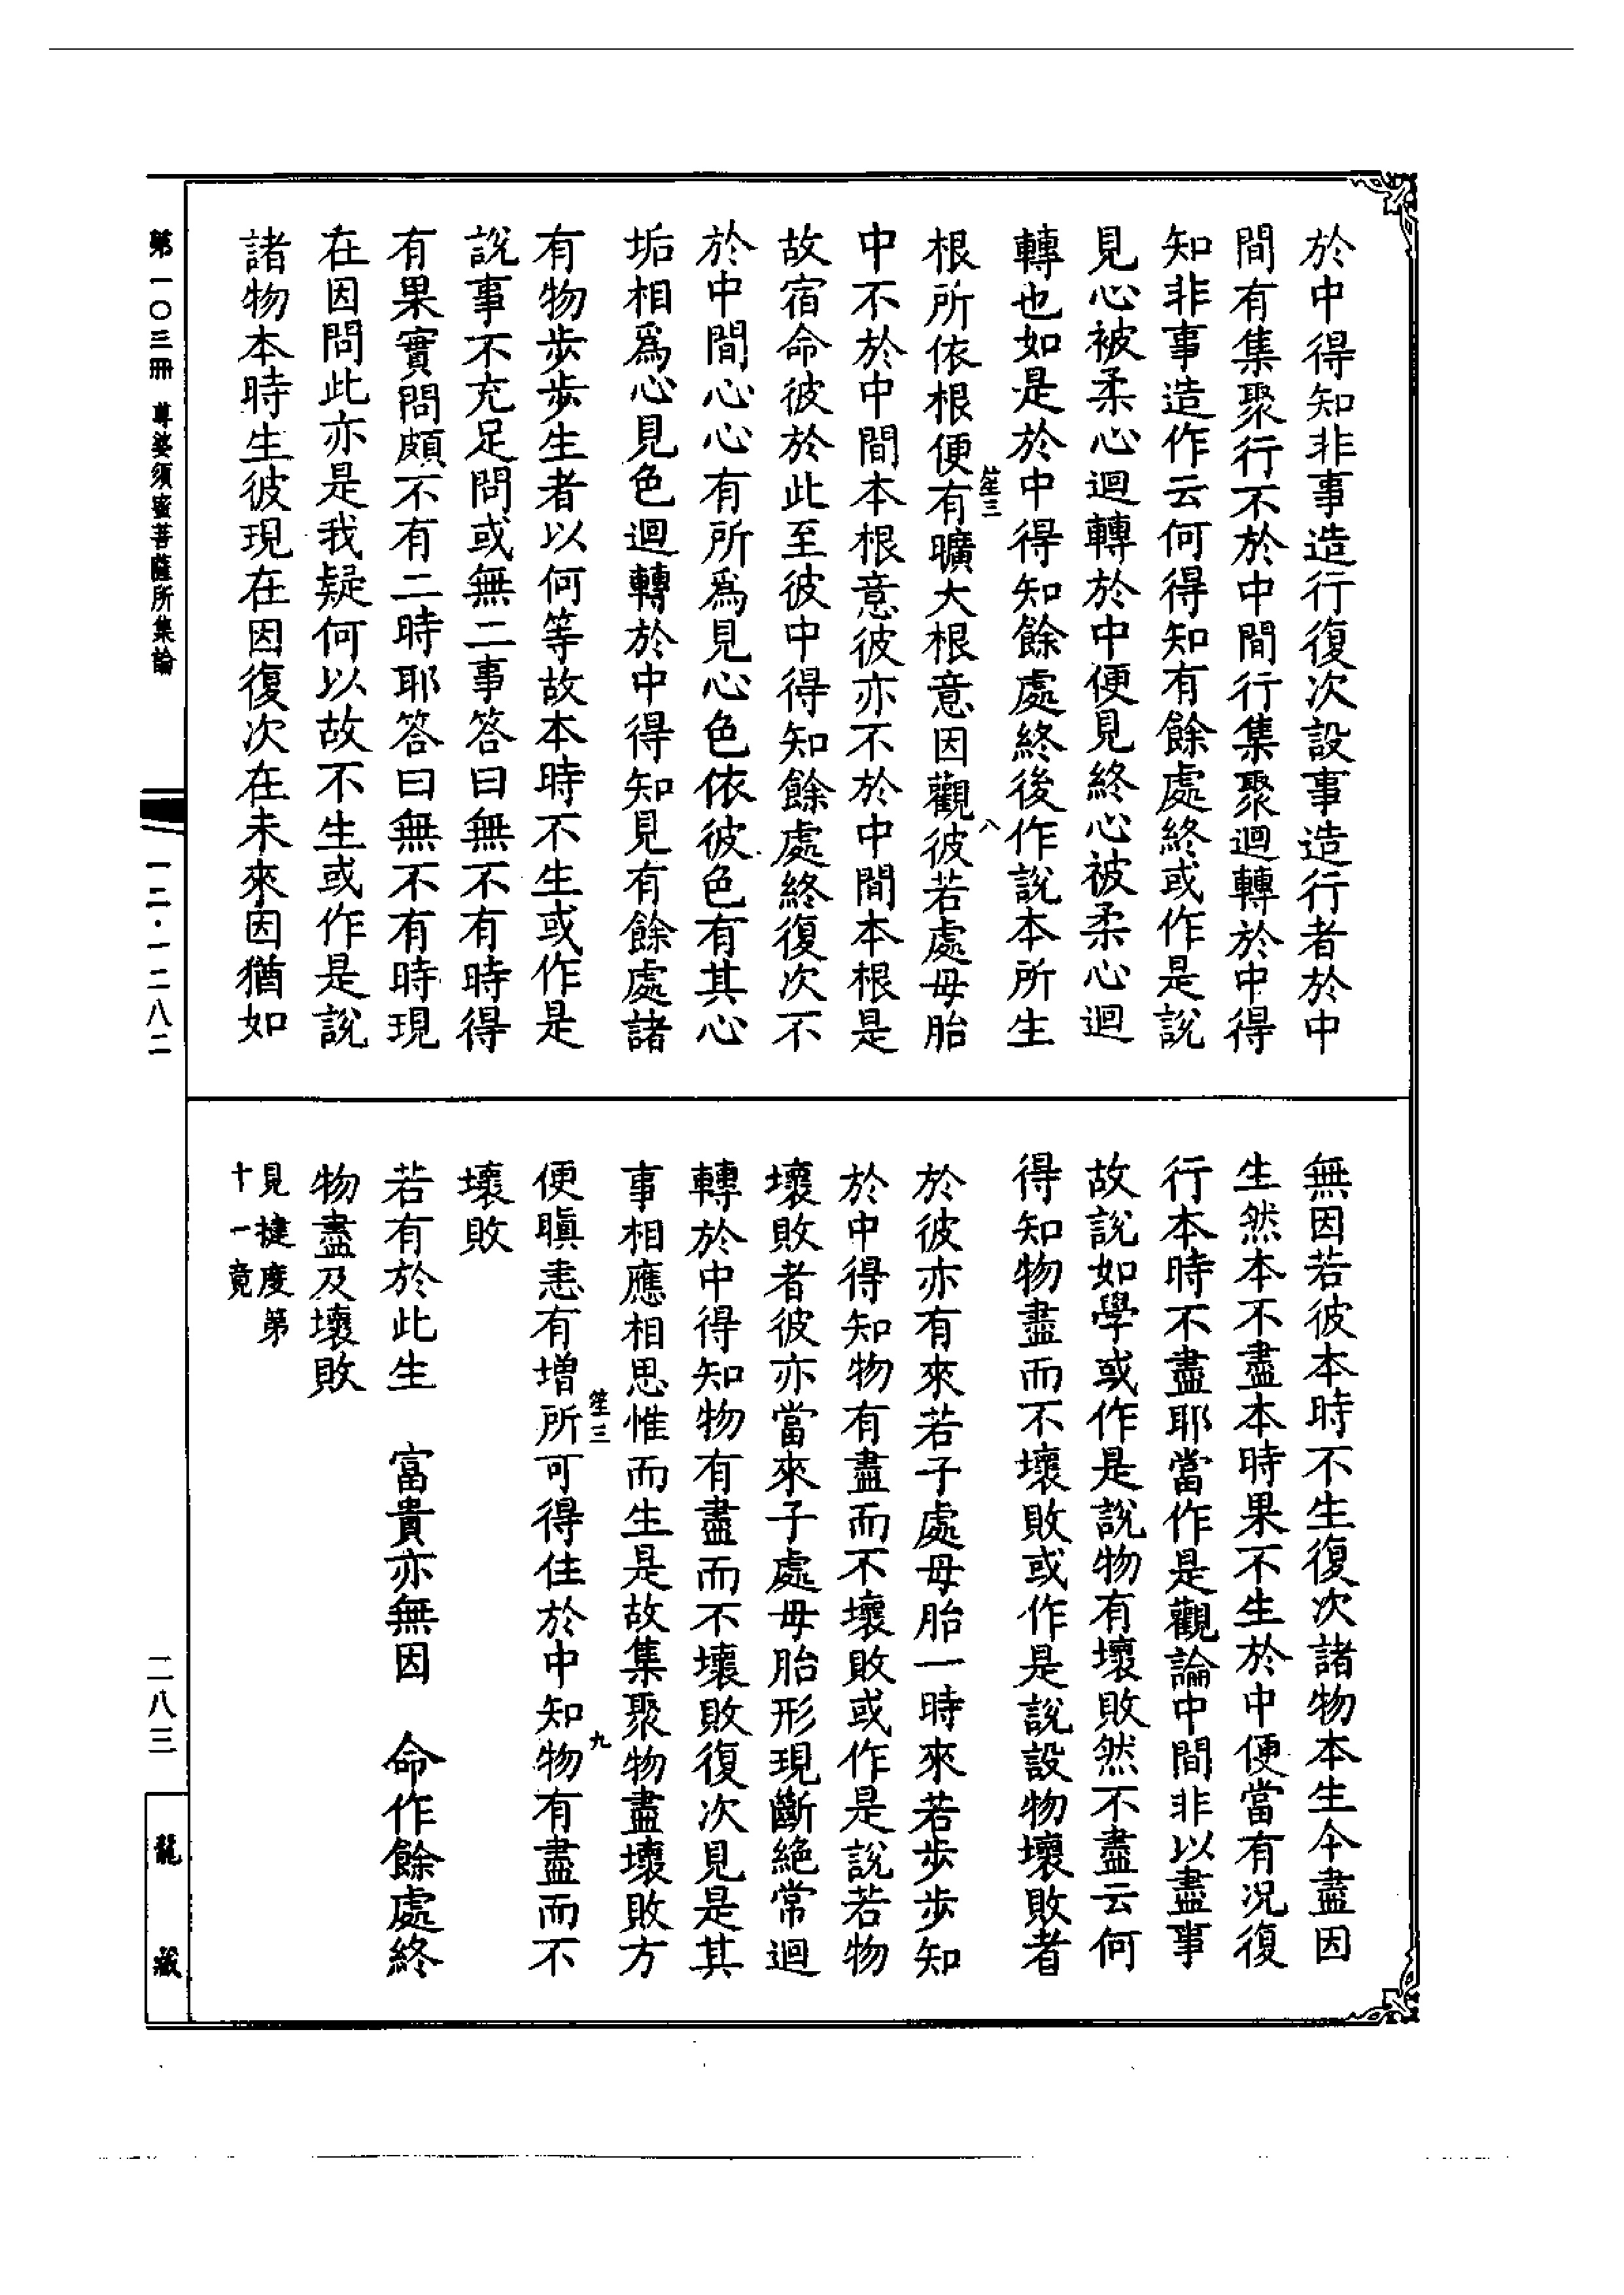 於中得知非事造行復次設事造行者於中
間有集聚行不於中間行集聚迴轉於中得
知非事造作云何得知有餘處終或作是說
見心被柔心迴轉於中便見終心被柔心迴
轉也如是於中得知餘處終後作說本所生
笙三
八
根所依根便有曠大根意因觀彼若處母胎
中不於中間本根意彼亦不於中間本根是
故宿命彼於此至彼中得知餘處終復次不
於中間心心有所爲見心色依彼色有其心
垢相爲心見色迴轉於中得知見有餘處諸
有物步步生者以何等故本時不生或作是
說事不充足問或無二事答曰無不有時得
有果實問頗不有二時耶答曰無不有時現
在因問此亦是我疑何以故不生或作是說
諸物本時生彼現在因復次在未來因猶如
無因若彼本時不生復次諸物本生今盡因
生然本不盡本時果不生於中便當有況復
行本時不盡耶當作是觀論中間非以盡事
故說如學或作是說物有壞敗然不盡云何
得知物盡而不壞敗或作是說設物壞敗者
於彼亦有來若子處母胎一時來若步步知
於中得知物有盡而不壞敗或作是說若物
壞敗者彼亦當來子處母胎形現斷絕常迴
轉於中得知物有盡而不壞敗復次見是其
事相應相思惟而生是故集聚物盡壞敗方
笙三
九
便瞋恚有增所可得住於中知物有盡而不
壞敗
若有於此生　富貴亦無因　命作餘處終
物盡及壞敗
見揵度第
十一竟
第一〇三冊 尊婆須蜜菩薩所集論
一二·一二八二
二八三
龍藏